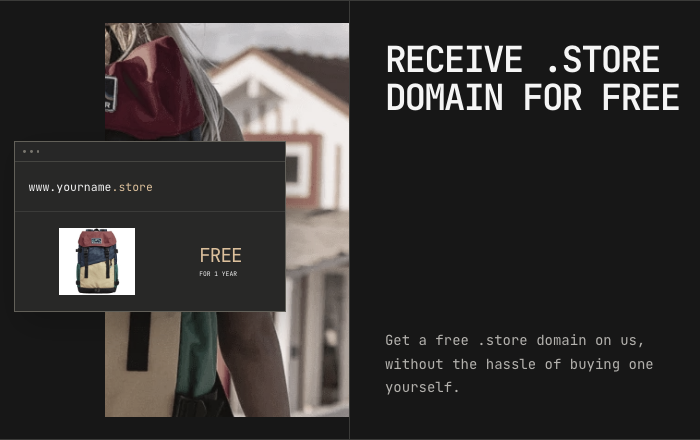 RECEIVE .STORE
DOMAIN FOR FREE
www.yourname.store
FREE
FOR 1 YEAR
Get a free .store domain on us,
without the hassle of buying one
yourself.